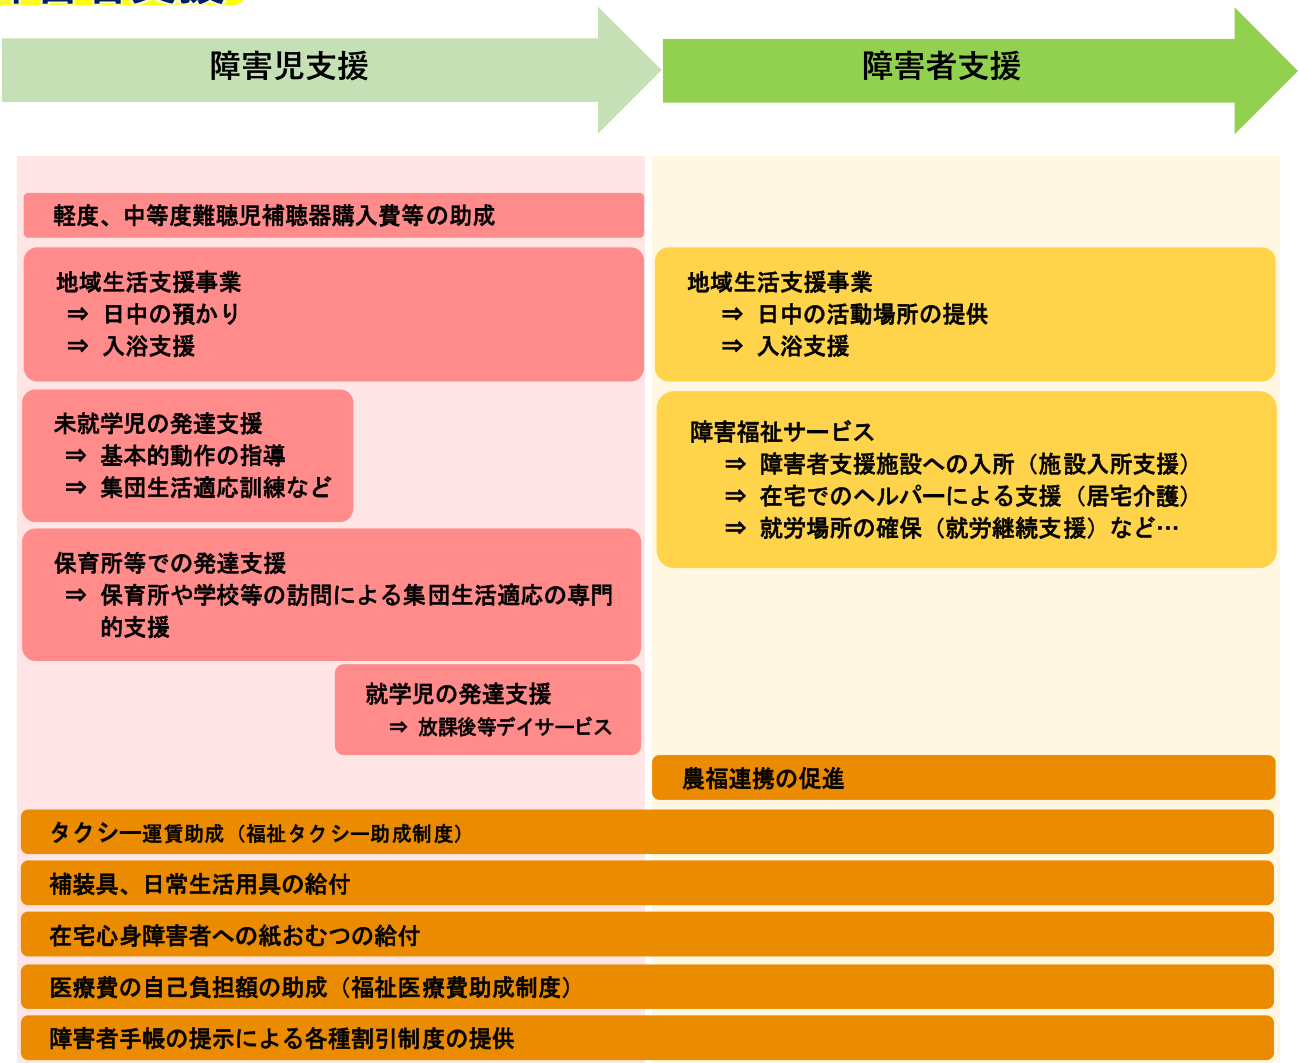 障害児支援
障害者支援
軽度、中等度難聴児補聴器購入費等の助成
地域生活支援事業
⇒ 日中の預かり
⇒ 入浴支援
地域生活支援事業
⇒ 日中の活動場所の提供
⇒ 入浴支援
未就学児の発達支援
⇒ 基本的動作の指導
⇒ 集団生活適応訓練など
障害福祉サービス
⇒ 障害者支援施設への入所（施設入所支援）
⇒ 在宅でのヘルパーによる支援（居宅介護）
⇒ 就労場所の確保（就労継続支援）など…
保育所等での発達支援
⇒ 保育所や学校等の訪問による集団生活適応の専門
的支援
就学児の発達支援
⇒ 放課後等デイサービス
農福連携の促進
タクシー運賃助成（福祉タクシー助成制度）
補装具、日常生活用具の給付
在宅心身障害者への紙おむつの給付
医療費の自己負担額の助成（福祉医療費助成制度）
障害者手帳の提示による各種割引制度の提供